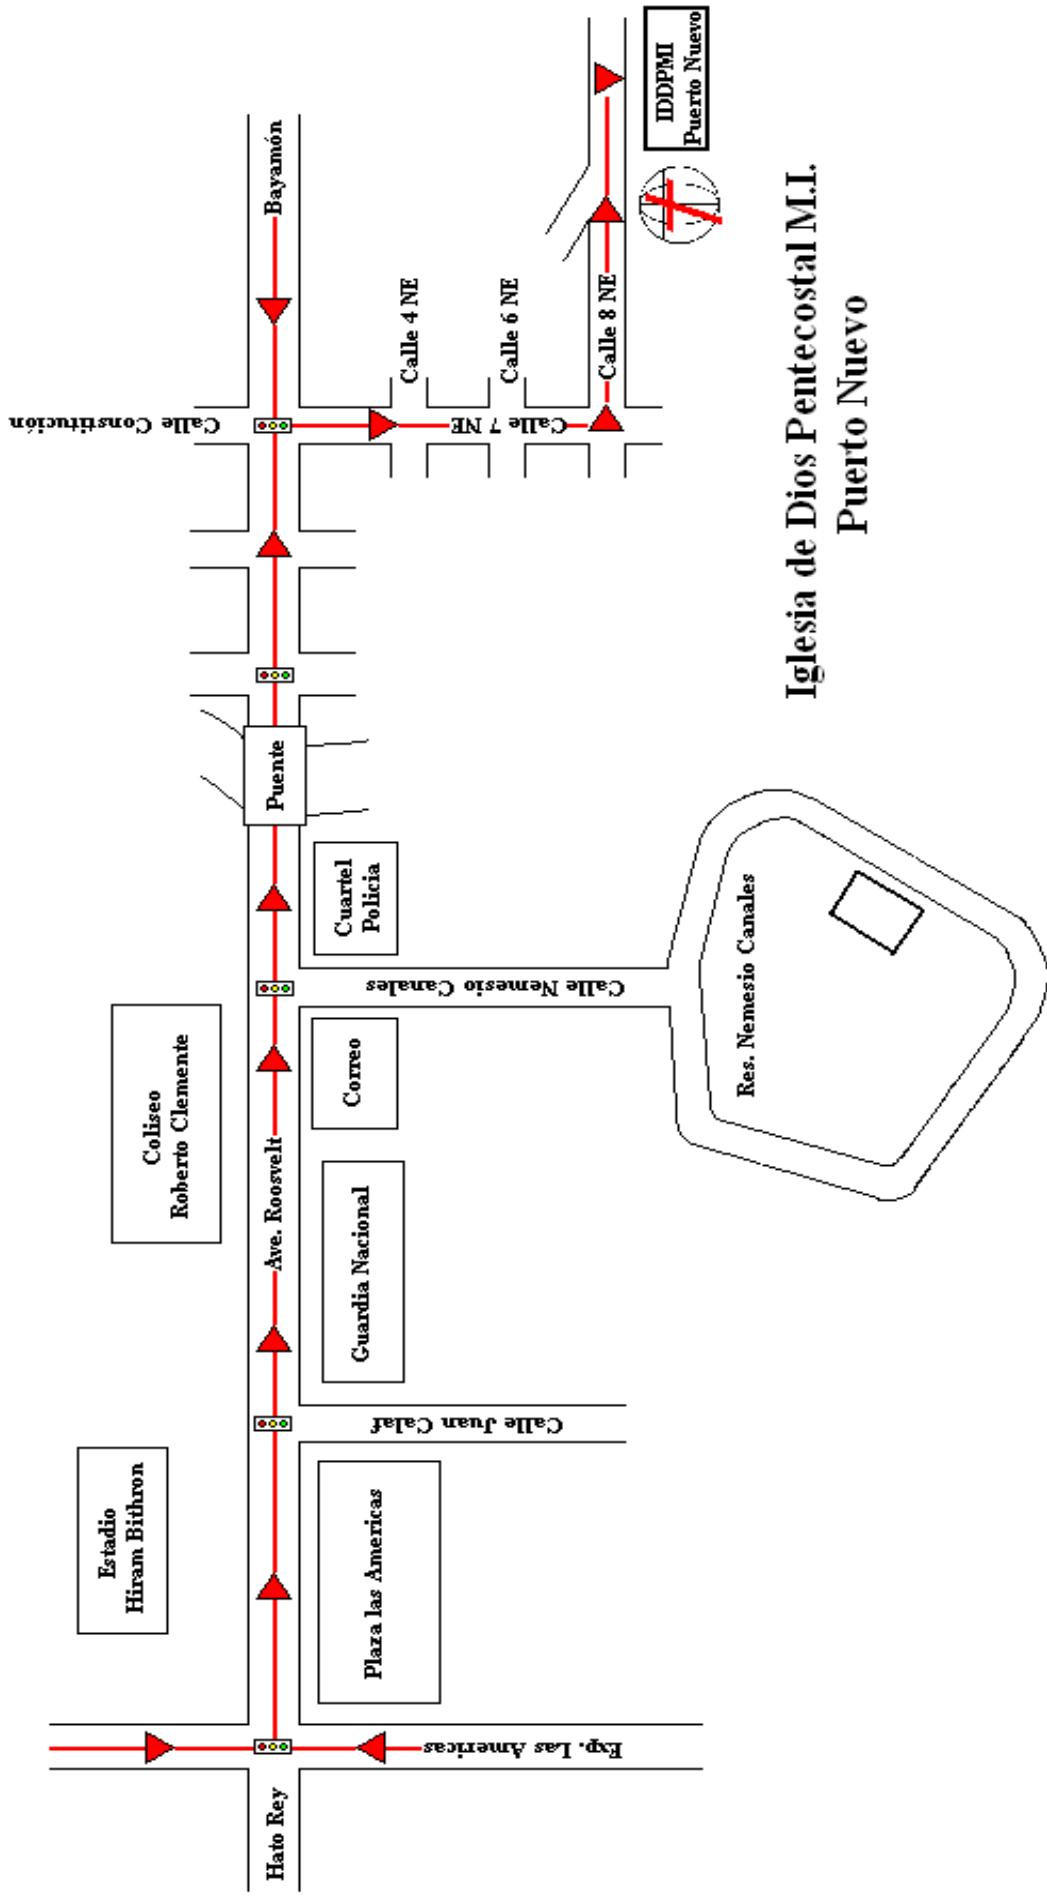 Hato Rey
Exp. Las Americas
Estadio
Hiram Bithron
Plaza las Americas
Calle Juan Calaf
Ave. Roosvelt
Guardia Nacional
Coliseo
Roberto Clemente
Correo
Calle Nemesio Canales
Res. Nemesio Canales
Cuartel
Policia
Puente
Calle Constitución
Calle 7 NE
Calle 4 NE
Calle 6 NE
Calle 8 NE
Bayamón
IDDPMI
Puerto Nuevo
Iglesia de Dios Pentecostal M.I.
Puerto Nuevo